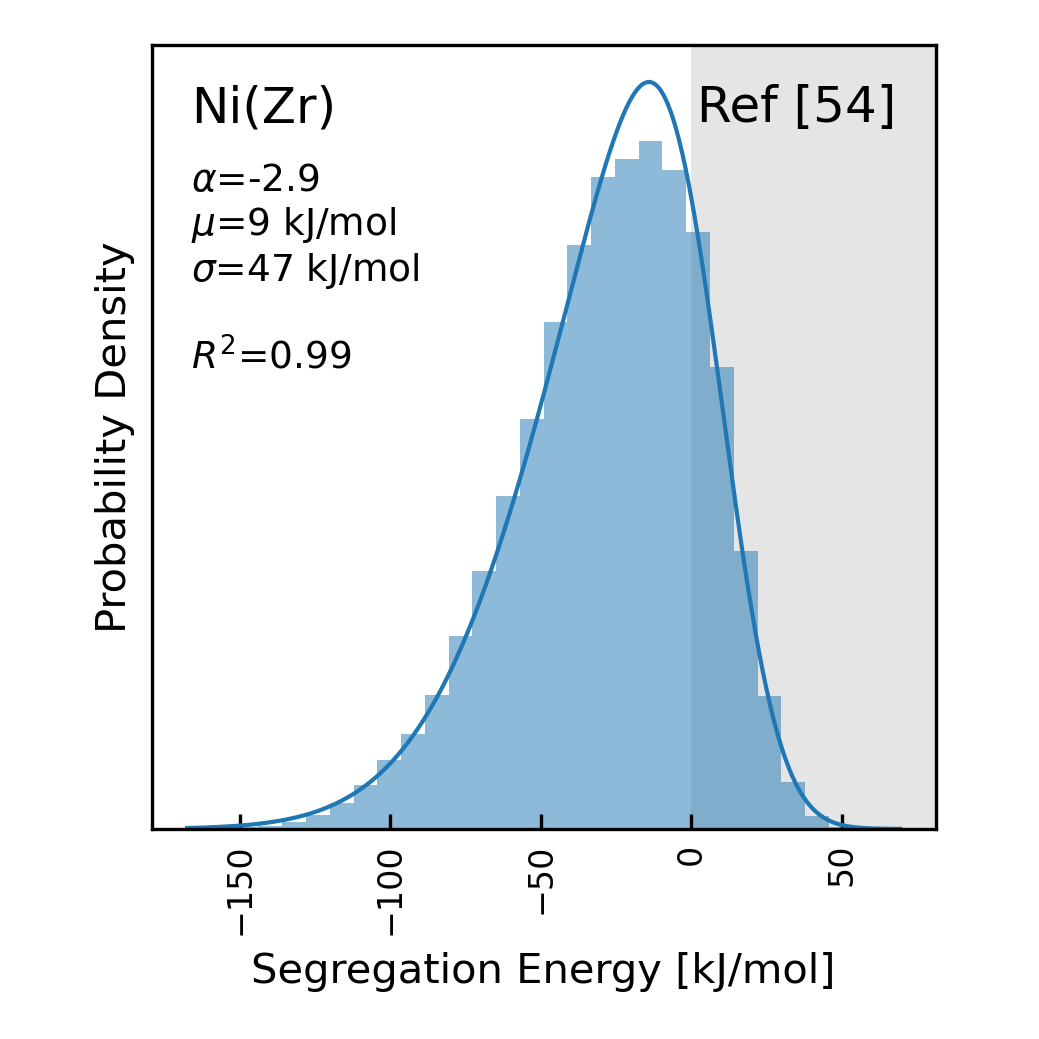 Ni(Zr)
Ref [54]
α=-2.9
μ=9 kJ/mol
σ=47 kJ/mol
R²=0.99
Probability Density
−150
−100
−50
0
50
Segregation Energy [kJ/mol]